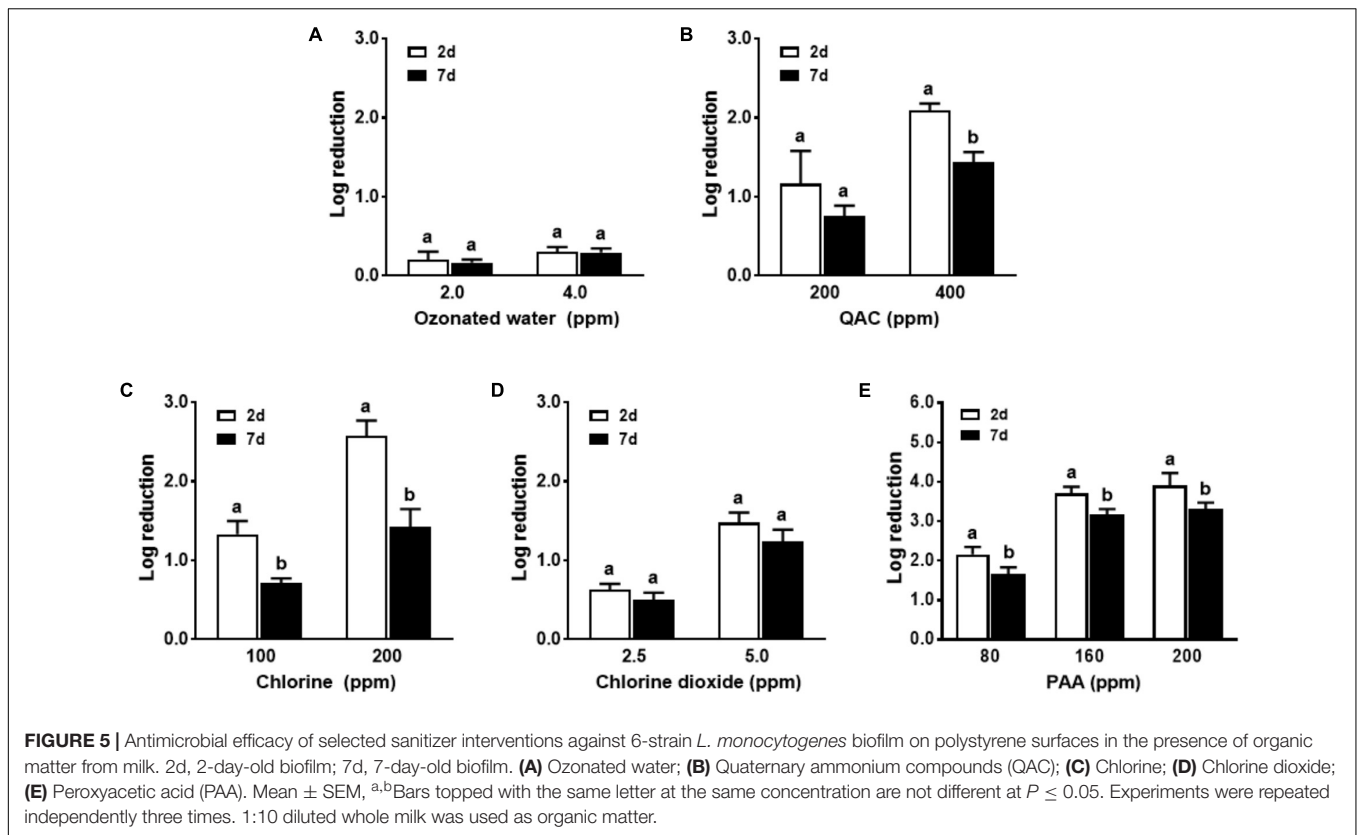 A
3.0
2.0
1.0
0.0
Log reduction
2d
7d
a a a a
2.0 4.0
Ozonated water (ppm)
B
3.0
2.0
1.0
0.0
Log reduction
2d
7d
a a a b
200 400
QAC (ppm)
C
3.0
2.0
1.0
0.0
Log reduction
2d
7d
a b a b
100 200
Chlorine (ppm)
D
3.0
2.0
1.0
0.0
Log reduction
2d
7d
a a a a
2.5 5.0
Chlorine dioxide (ppm)
E
6.0
5.0
4.0
3.0
2.0
1.0
0.0
Log reduction
2d
7d
a b a b a b
80 160 200
PAA (ppm)
FIGURE 5 | Antimicrobial efficacy of selected sanitizer interventions against 6-strain L. monocytogenes biofilm on polystyrene surfaces in the presence of organic
matter from milk. 2d, 2-day-old biofilm; 7d, 7-day-old biofilm. (A) Ozonated water; (B) Quaternary ammonium compounds (QAC); (C) Chlorine; (D) Chlorine dioxide;
(E) Peroxyacetic acid (PAA). Mean ± SEM, a,bBars topped with the same letter at the same concentration are not different at P ≤ 0.05. Experiments were repeated
independently three times. 1:10 diluted whole milk was used as organic matter.